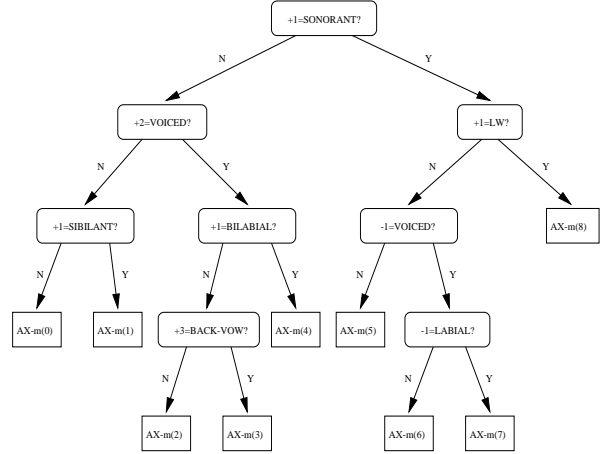 +1=SONORANT?
N
Y
+2=VOICED?
+1=LW?
N
Y
N
Y
+1=SIBILANT?
+1=BILABIAL?
-1=VOICED?
AX-m(8)
N
Y
N
Y
N
Y
AX-m(0)
AX-m(1)
+3=BACK-VOW?
AX-m(4)
AX-m(5)
-1=LABIAL?
N
Y
N
Y
AX-m(2)
AX-m(3)
AX-m(6)
AX-m(7)